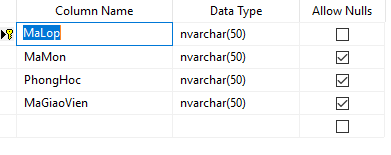 Column Name Data Type Allow Nulls
MaLop nvarchar(50)
MaMon nvarchar(50)
PhongHoc nvarchar(50)
MaGiaoVien nvarchar(50)